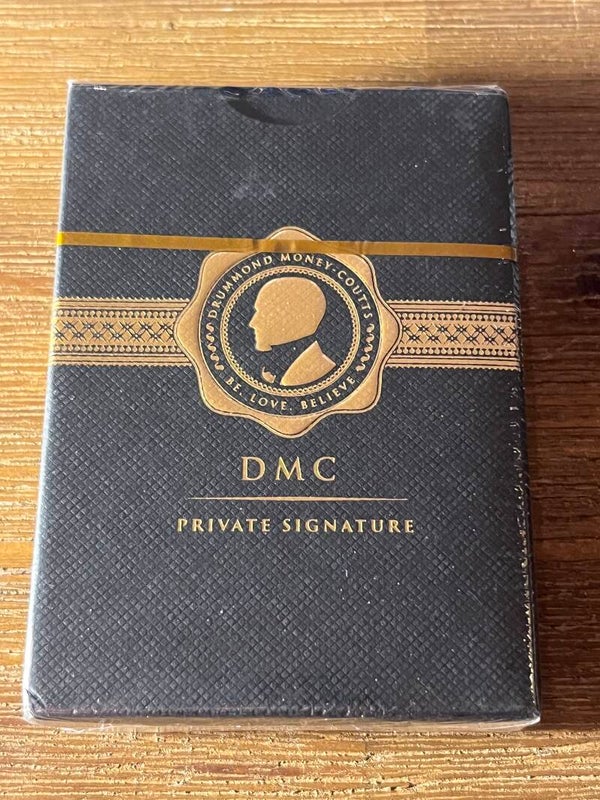 DRUMMOND MONEY-COUTTS
BE. LOVE. BELIEVE
DMC
PRIVATE SIGNATURE